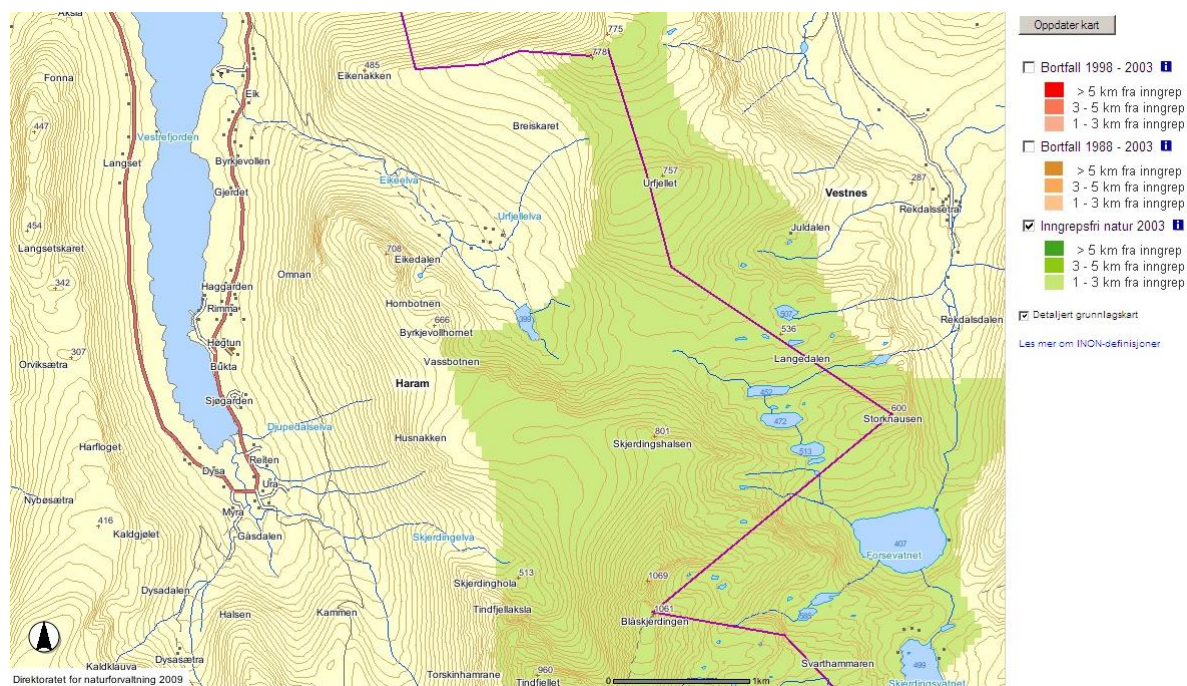 Aksla
775
778
485
Eikenakken
Fonna
Eik
447
Vestrefjorden
Breiskaret
Langset
Byrkjevollen
Eikeelva
757
Urfjellet
Gjerdet
Vestnes
287
Rekdalssetra
Urfjellelva
454
Langsetskaret
708
Eikedalen
Juldalen
Omnan
342
Haggarden
Hornbotnen
Rimma
399
507
Rekdalsdalen
666
Byrkjevollhornet
536
Høgtun
307
Orviksætra
Bukta
Vassbotnen
Langedalen
Haram
452
Sjøgarden
600
Storkhausen
472
Djupedalselva
Husnakken
801
Skjerdingshalsen
Harfloget
513
Reiten
Dysa
Ura
Nybøsætra
Myra
416
Kaldgjølet
Gåsdalen
Skjerdingelva
407
Forsevatnet
513
Skjerdinghola
1069
Dysadalen
Tindfjellaksla
1061
Blåskjerdingen
565
Halsen
Kammen
Dysasætra
Kaldklauva
Svarthammaren
499
960
Torskinhamrane
Tindfjellet
Skjerdingsvatnet
0 1km
Direktoratet for naturforvaltning 2009
Oppdater kart
Bortfall 1998 - 2003 i
> 5 km fra inngrep
3 - 5 km fra inngrep
1 - 3 km fra inngrep
Bortfall 1988 - 2003 i
> 5 km fra inngrep
3 - 5 km fra inngrep
1 - 3 km fra inngrep
Inngrepsfri natur 2003 i
> 5 km fra inngrep
3 - 5 km fra inngrep
1 - 3 km fra inngrep
Detaljert grunnlagskart
Les mer om INON-definisjoner